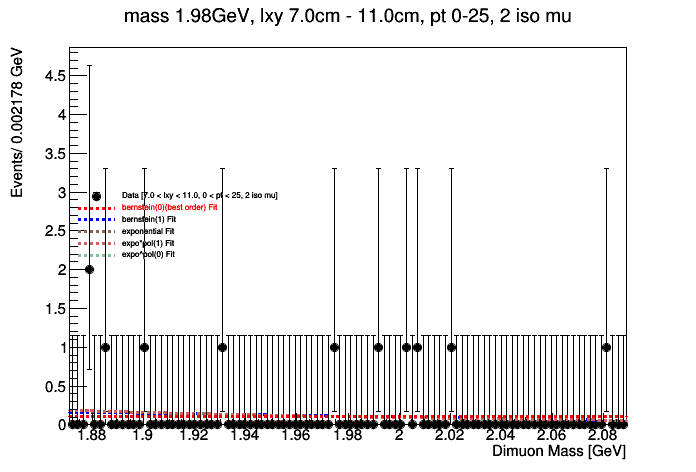 mass 1.98GeV, lxy 7.0cm - 11.0cm, pt 0-25, 2 iso mu
Events/ 0.002178 GeV
4.5
4
3.5
3
2.5
2
1.5
1
0.5
0
Data [7.0 < lxy < 11.0, 0 < pt < 25, 2 iso mu]
bernstein(0)(best order) Fit
bernstein(1) Fit
exponential Fit
expo*pol(1) Fit
expo*pol(0) Fit
1.88 1.9 1.92 1.94 1.96 1.98 2 2.02 2.04 2.06 2.08
Dimuon Mass [GeV]